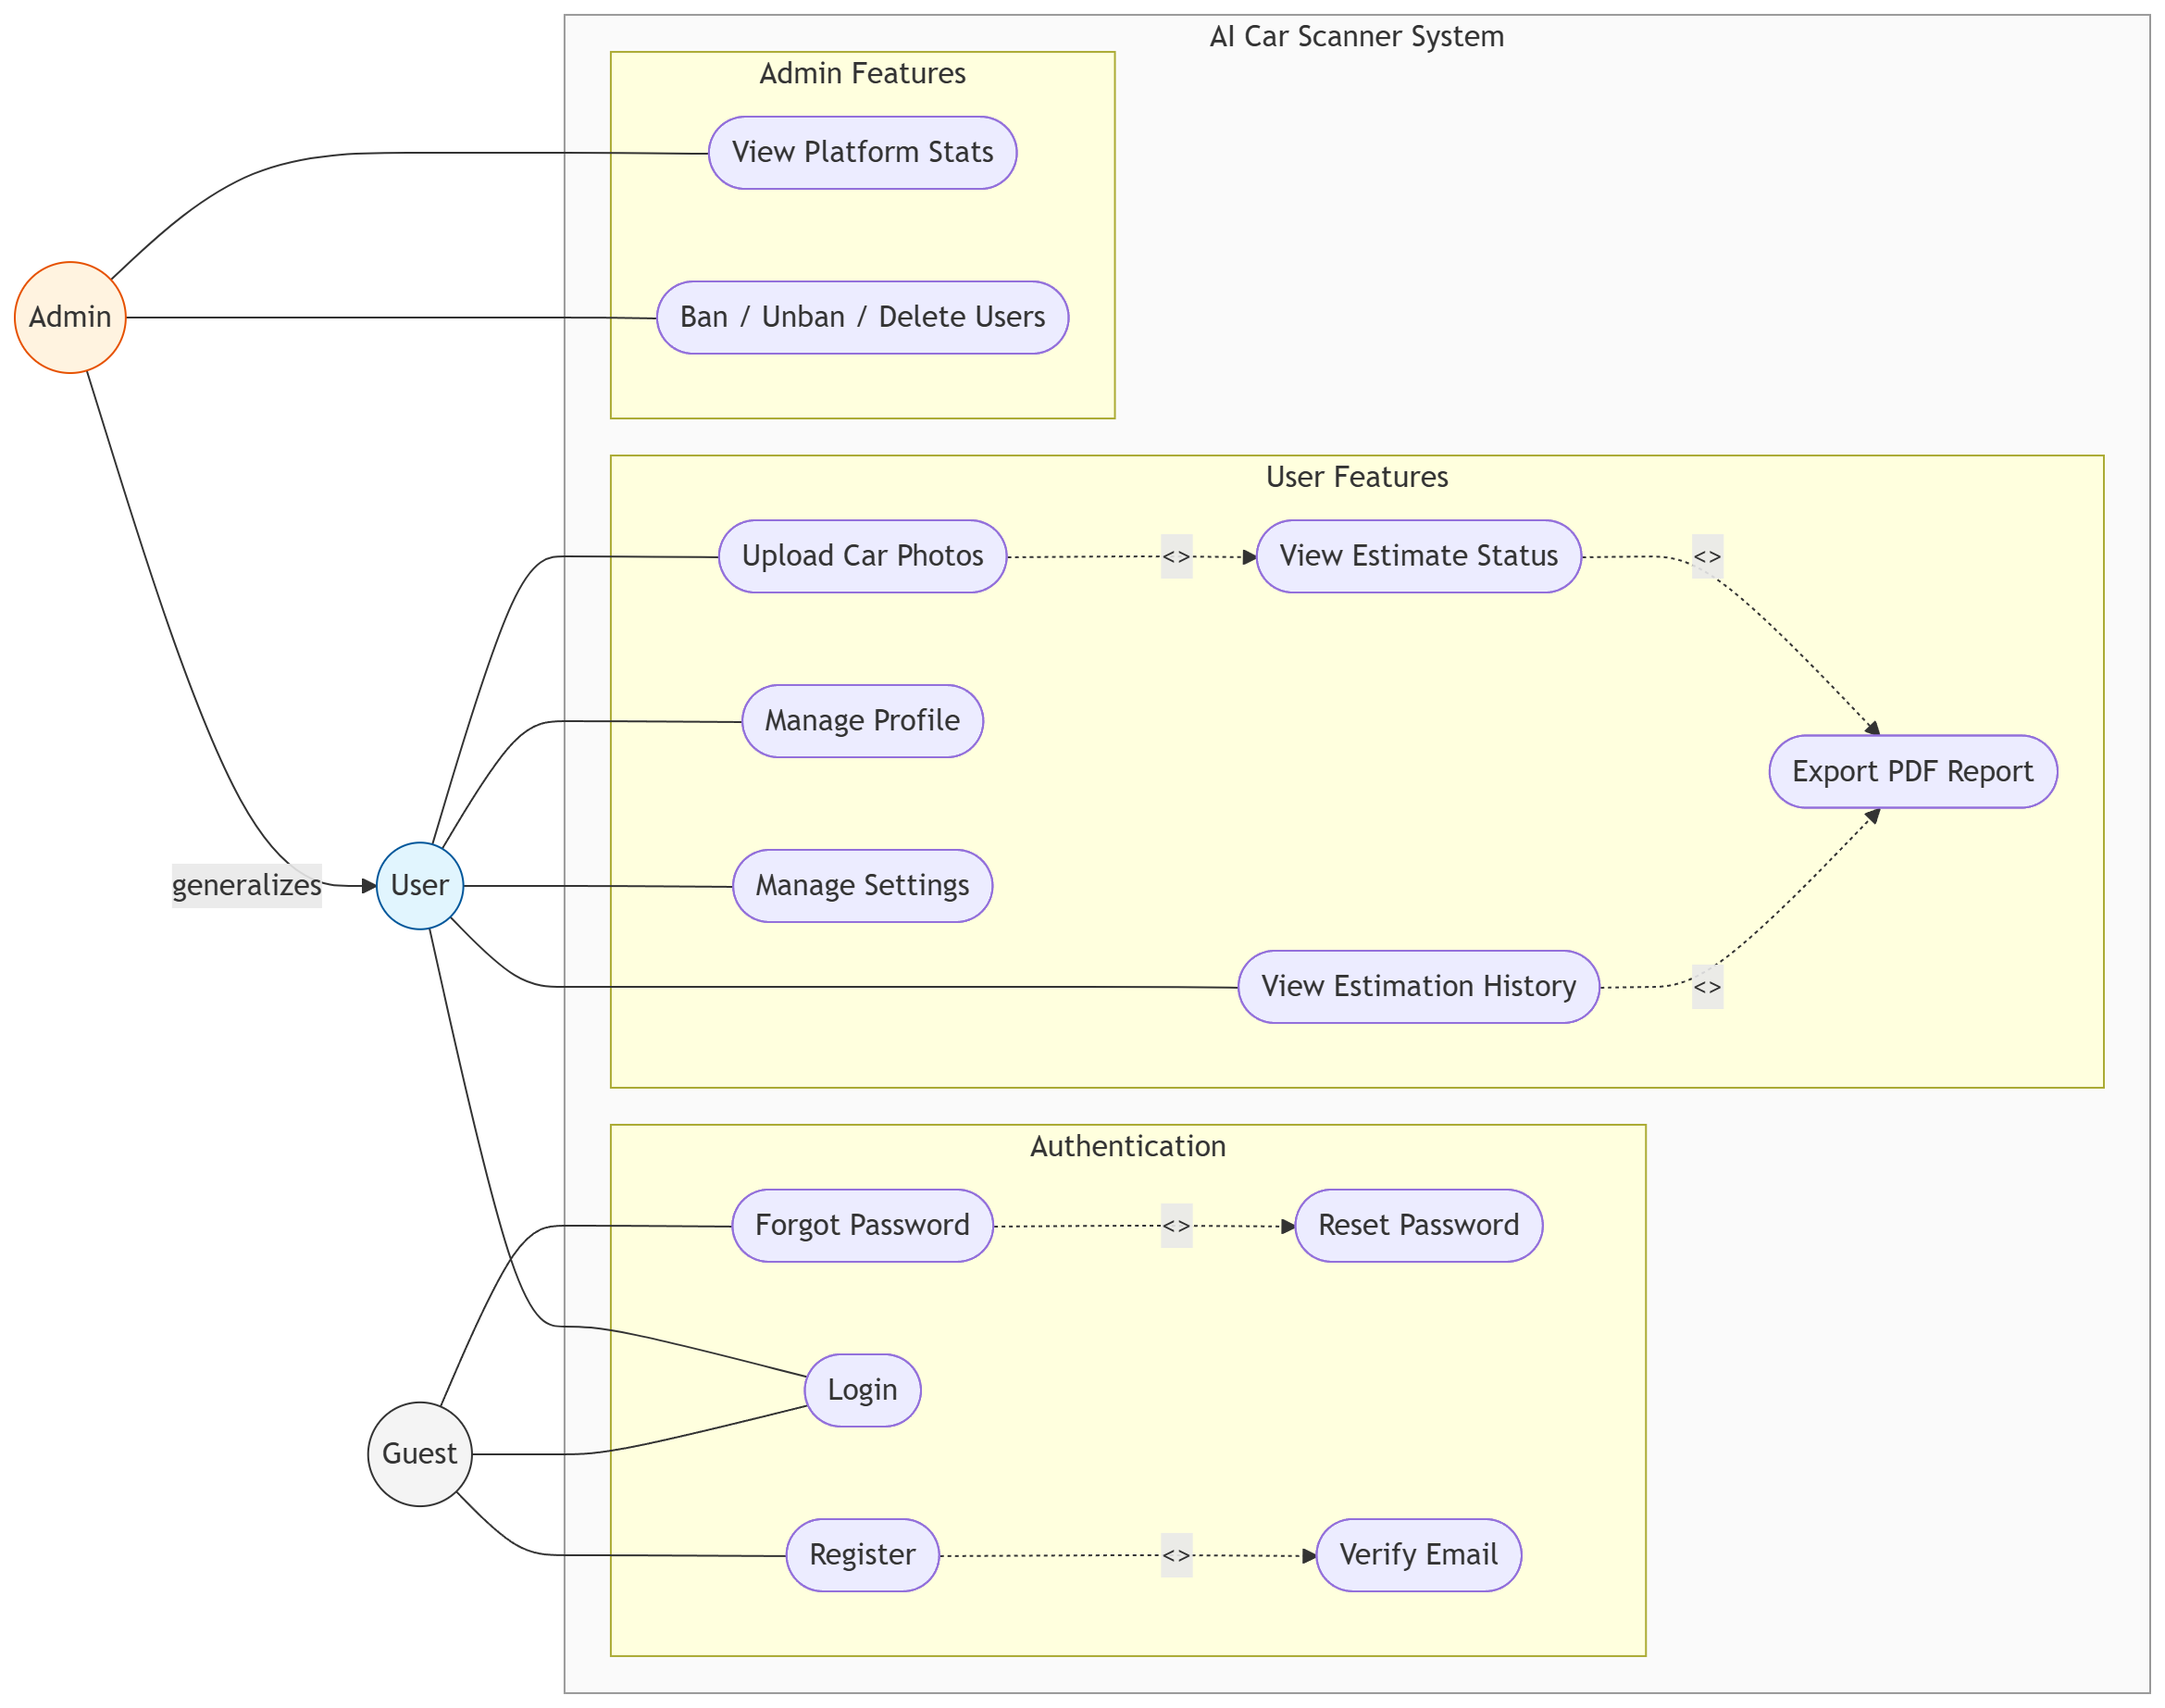 AI Car Scanner System
Admin Features
View Platform Stats
Ban / Unban / Delete Users
Admin
User Features
Upload Car Photos
<>
View Estimate Status
<>
Manage Profile
Export PDF Report
Manage Settings
generalizes
User
View Estimation History
<>
Authentication
Forgot Password
<>
Reset Password
Login
Guest
Register
<>
Verify Email